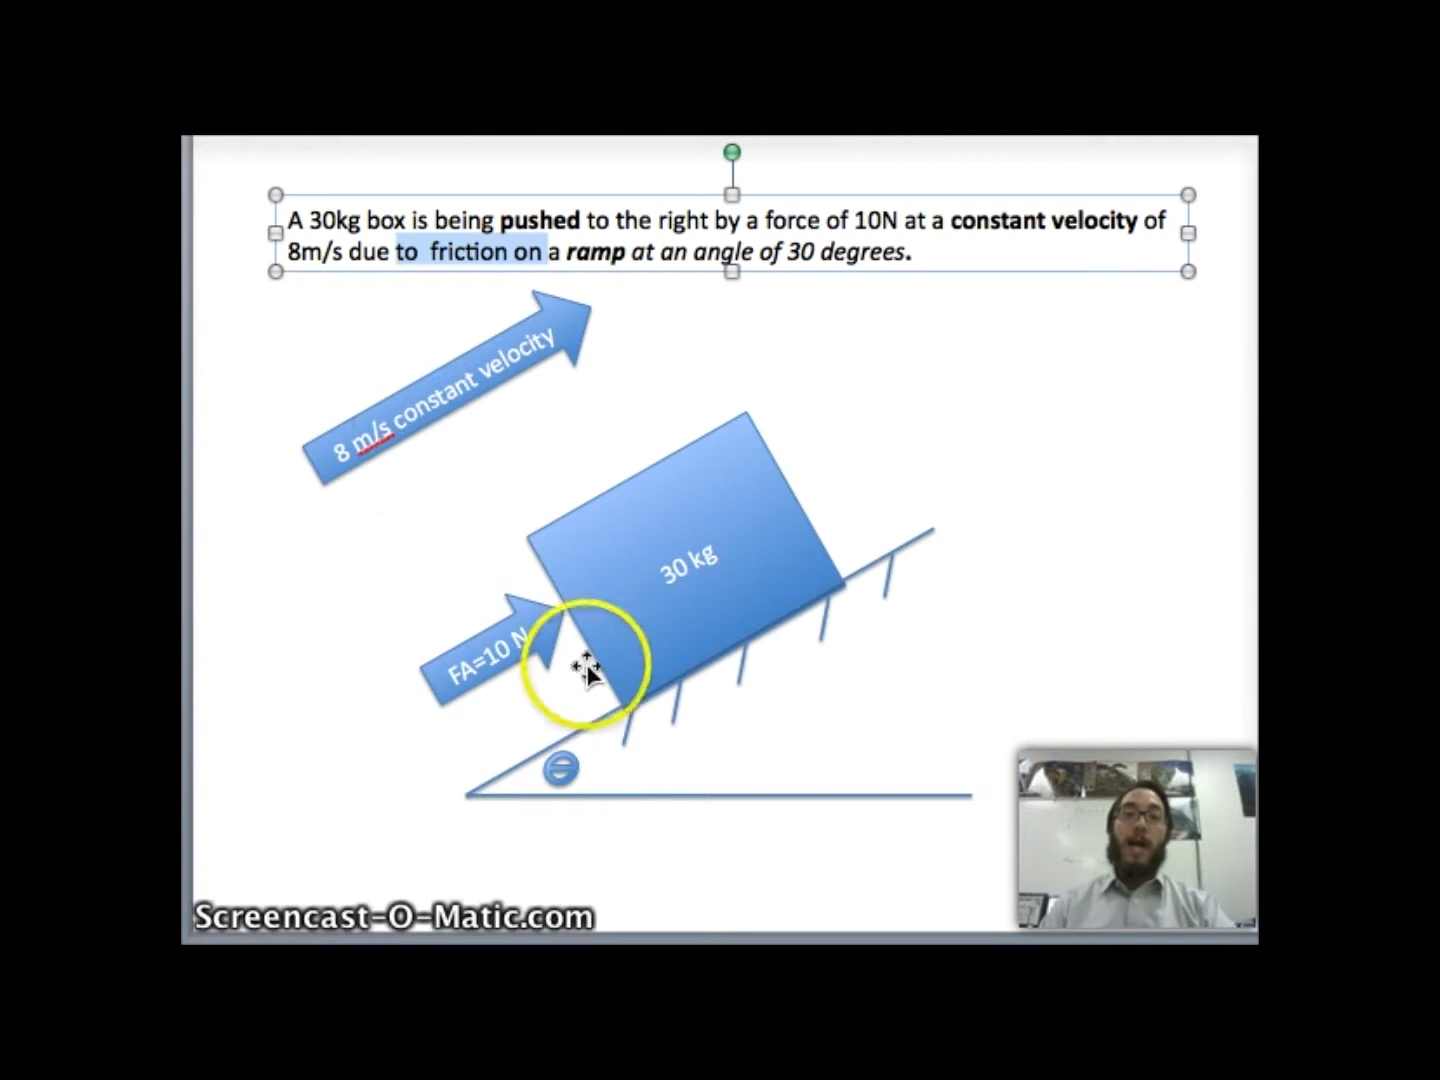 A 30kg box is being pushed to the right by a force of 10N at a constant velocity of
8m/s due to  friction on a ramp at an angle of 30 degrees.
8 m/s constant velocity
30 kg
FA=10 N
Θ
Screencast-O-Matic.com